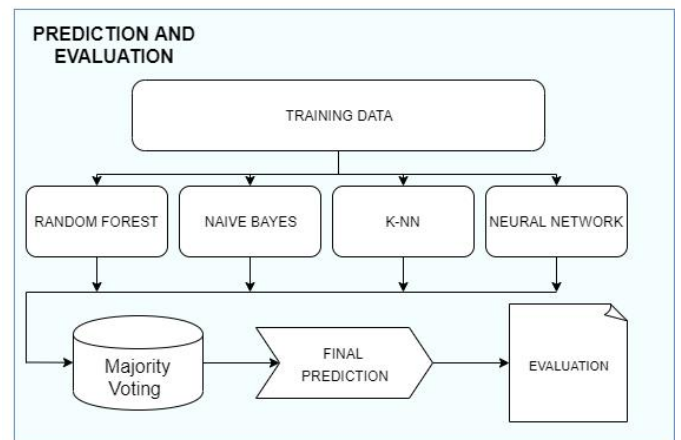 PREDICTION AND
EVALUATION
TRAINING DATA
RANDOM FOREST
NAIVE BAYES
K-NN
NEURAL NETWORK
Majority
Voting
FINAL
PREDICTION
EVALUATION